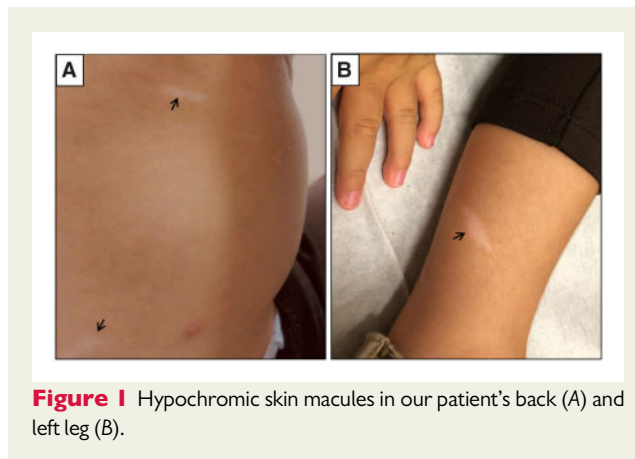 A
B
Figure 1 Hypochromic skin macules in our patient's back (A) and
left leg (B).